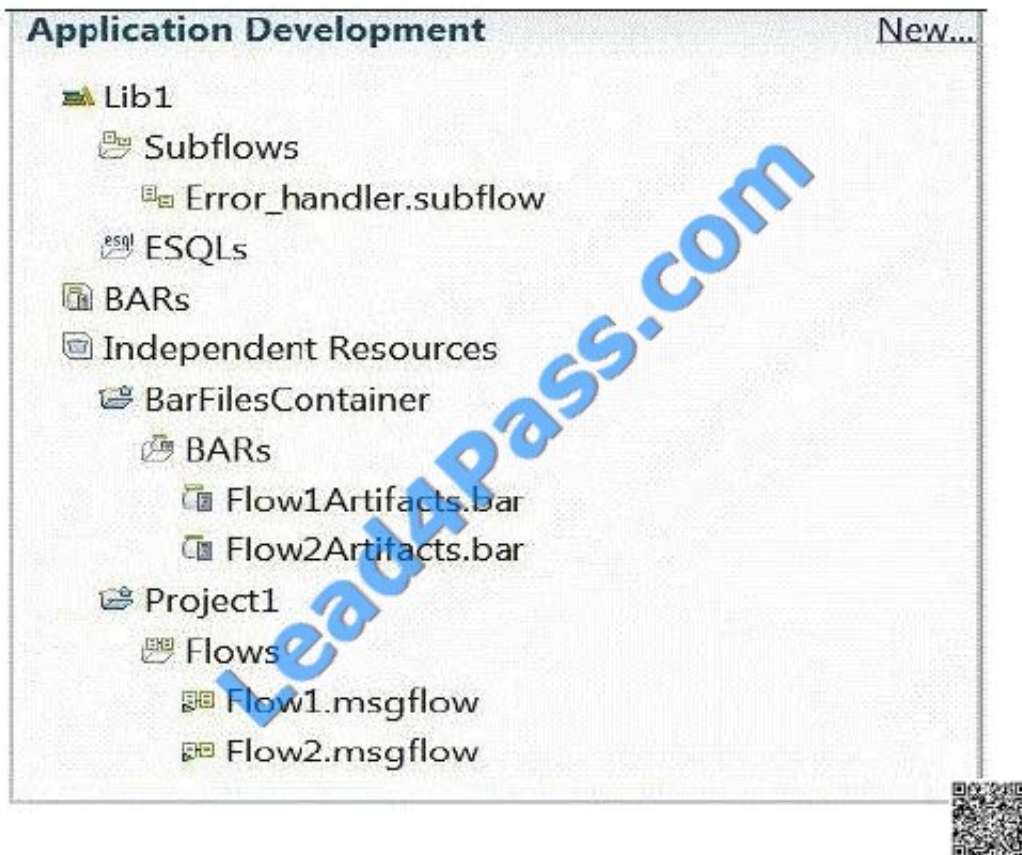 Application Development New...
Lib1
Subflows
Error_handler.subflow
esql ESQLs
BARs
Independent Resources
BarFilesContainer
BARs
Flow1Artifacts.bar
Flow2Artifacts.bar
Project1
Flows
Flow1.msgflow
Flow2.msgflow
Lead4Pass.com